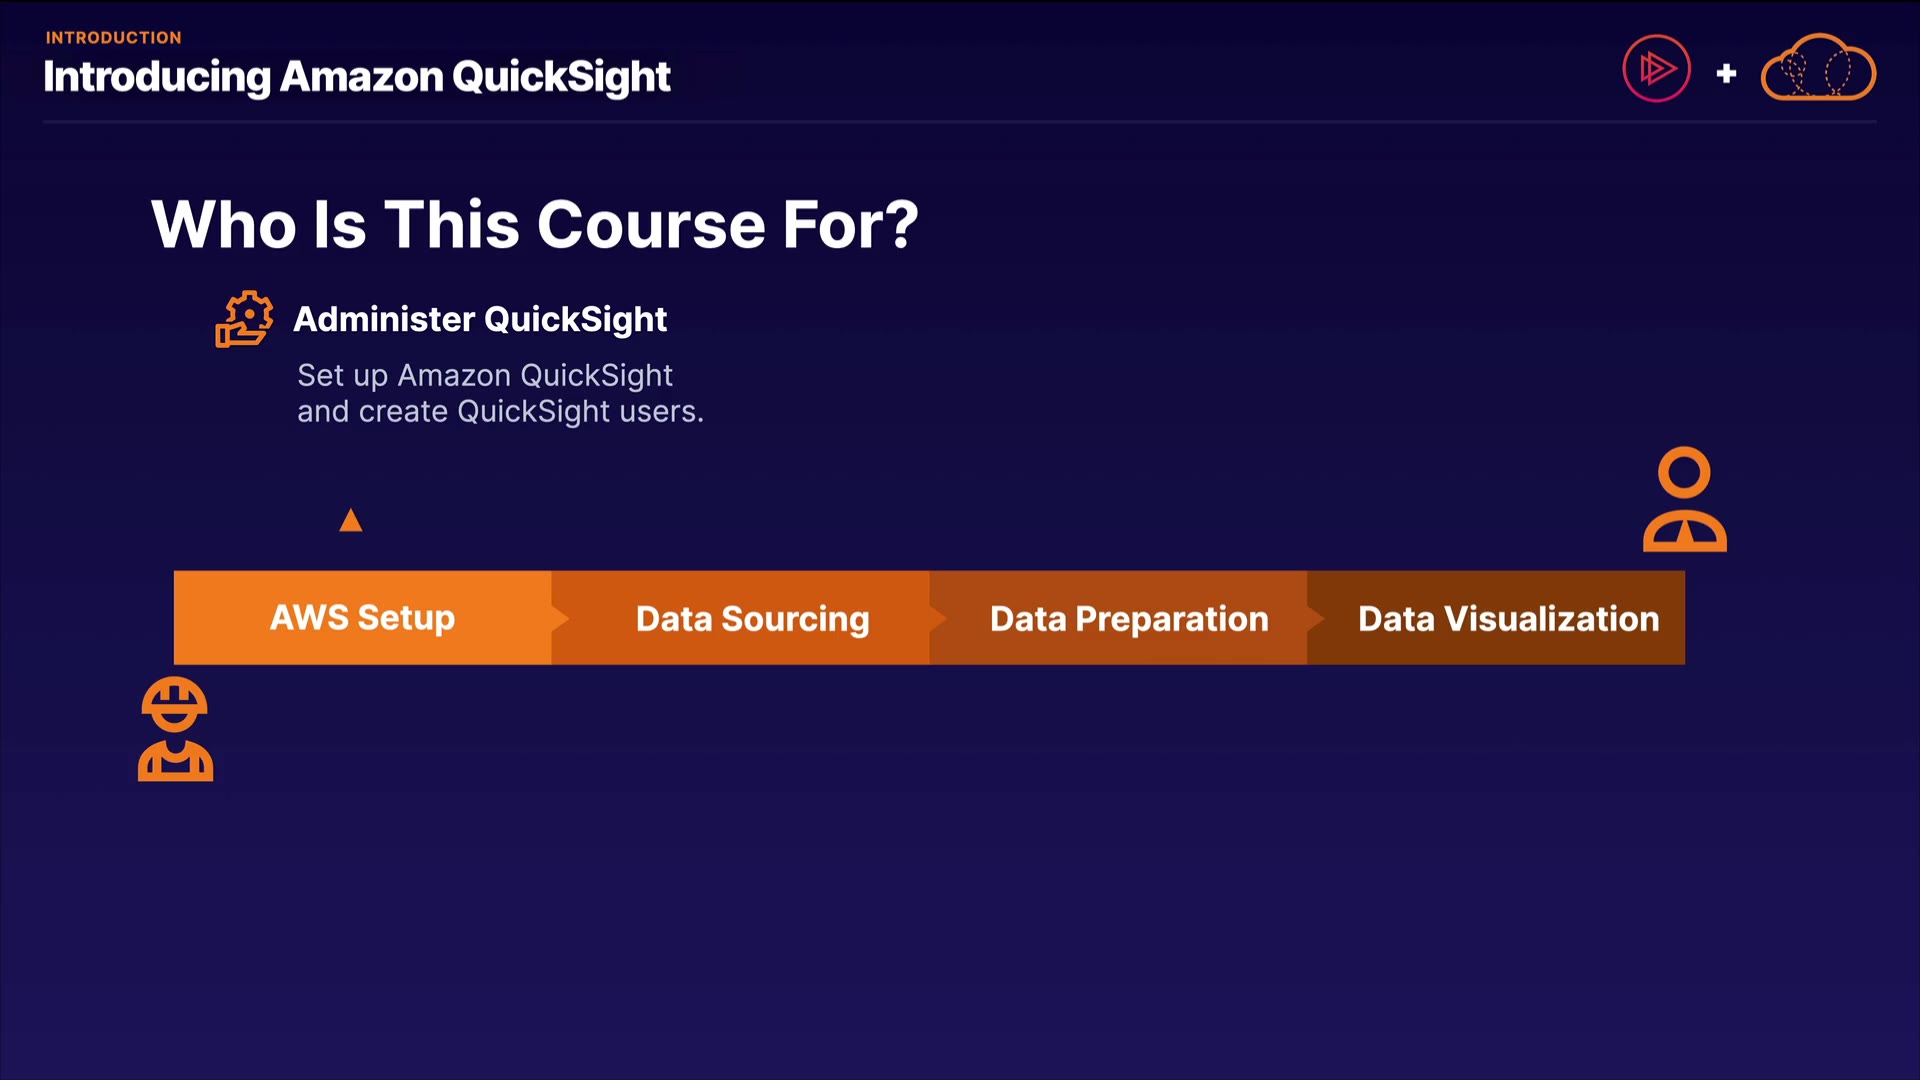 INTRODUCTION
Introducing Amazon QuickSight
+
Who Is This Course For?
Administer QuickSight
Set up Amazon QuickSight
and create QuickSight users.
AWS Setup
Data Sourcing
Data Preparation
Data Visualization